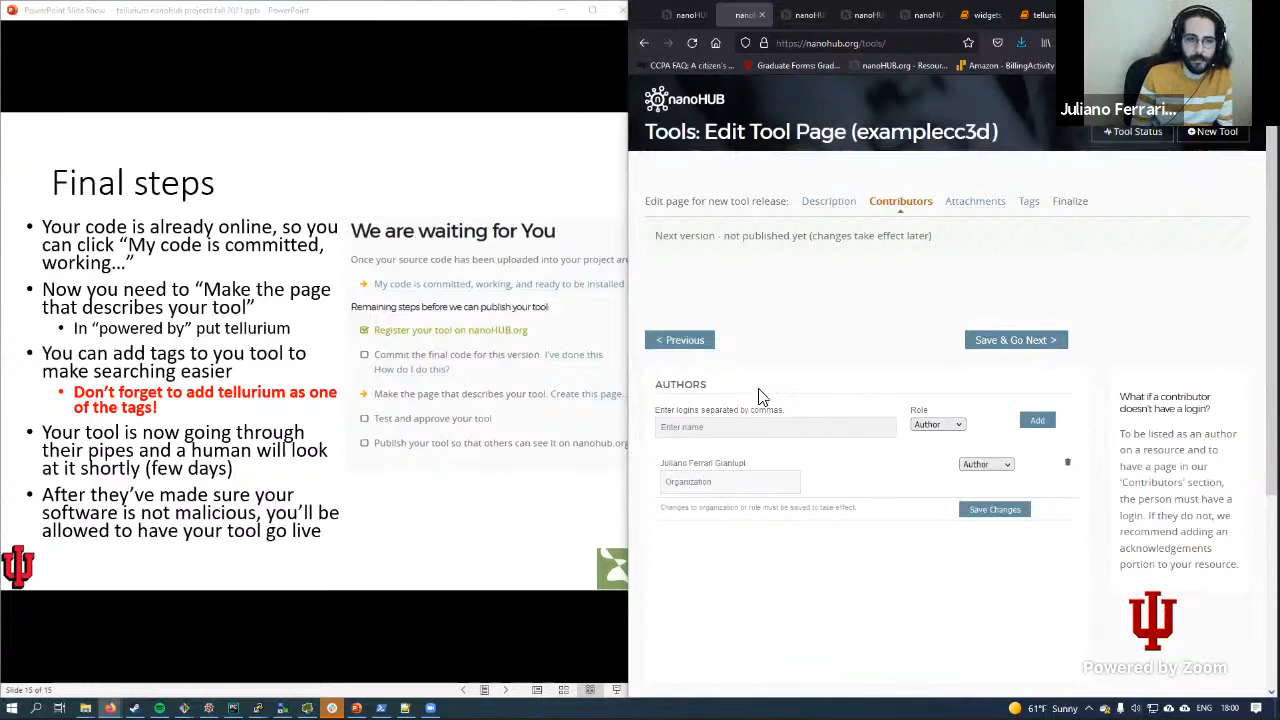 PowerPoint Slide Show - tellurium nanohub projects fall 2021.pptx - PowerPoint
Final steps
• Your code is already online, so you
can click “My code is committed,
working…”
• Now you need to “Make the page
that describes your tool”
• In “powered by” put tellurium
• You can add tags to you tool to
make searching easier
• Don’t forget to add tellurium as one
of the tags!
• Your tool is now going through
their pipes and a human will look
at it shortly (few days)
• After they’ve made sure your
software is not malicious, you’ll be
allowed to have your tool go live
We are waiting for You
Once your source code has been uploaded into your project are
My code is committed, working, and ready to be installed
Remaining steps before we can publish your tool:
Register your tool on nanoHUB.org
Commit the final code for this version. I've done this
How do I do this?
Make the page that describes your tool. Create this page...
Test and approve your tool
Publish your tool so that others can see it on nanohub.org
Slide 15 of 15
nanoHUB
nanol
nanoHUB
nanoHUB
nanoHUB
widgets
telluri
https://nanohub.org/tools/
CCPA FAQ: A citizen's ...
Graduate Forms: Grad...
nanoHUB.org - Resour...
Amazon - BillingActivity
nanoHUB
Juliano Ferrari...
Tools: Edit Tool Page (examplecc3d)
Tool Status
New Tool
Edit page for new tool release: Description Contributors Attachments Tags Finalize
Next version - not published yet (changes take effect later)
< Previous
Save & Go Next >
AUTHORS
Enter logins separated by commas.
Role
Enter name
Author
Add
Juliano Ferrari Gianlupi
Author
Organization
Changes to organization or role must be saved to take effect.
Save Changes
What if a contributor
doesn't have a login?
To be listed as an author
on a resource and to
have a page in our
'Contributors' section,
the person must have a
login. If they do not, we
recommend adding an
acknowledgements
portion to your resource.
Powered by Zoom
61°F Sunny
18:00